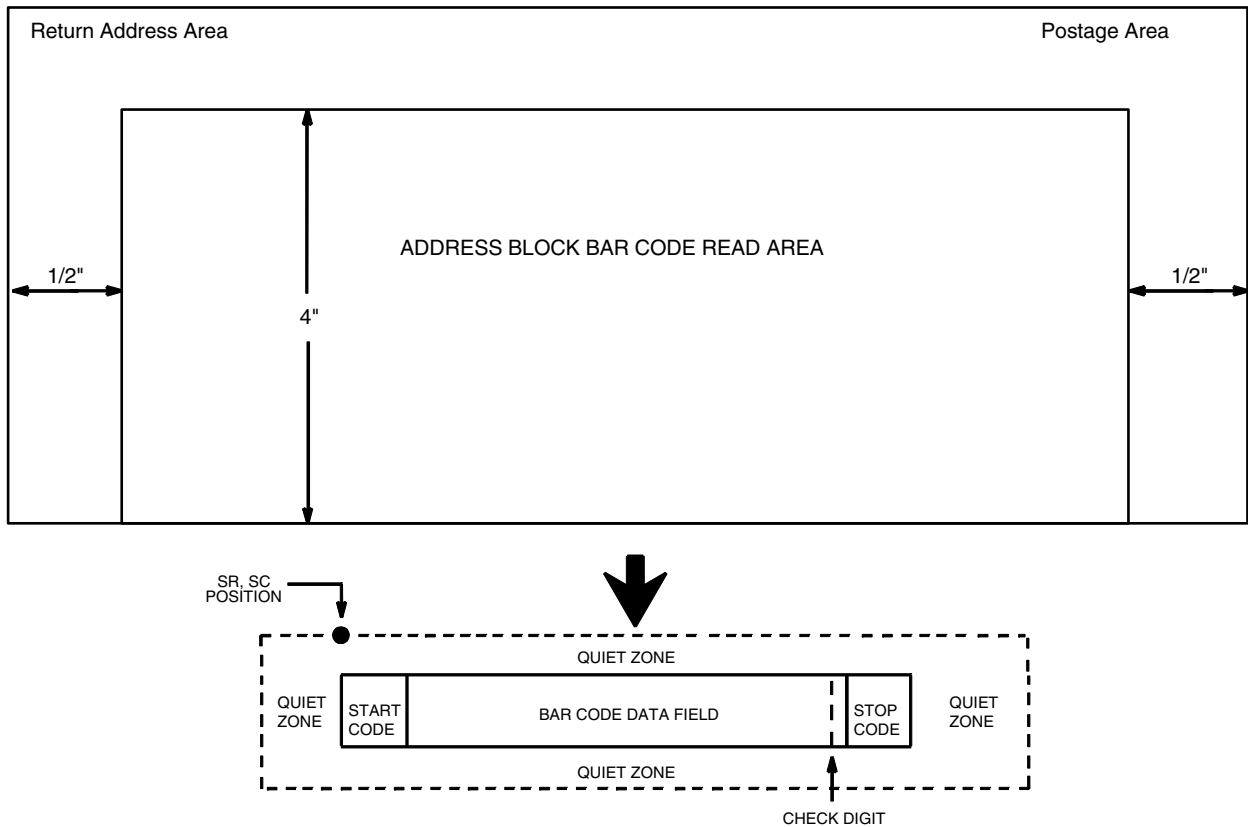 Return Address Area
Postage Area
ADDRESS BLOCK BAR CODE READ AREA
1/2"
1/2"
4"
SR, SC
POSITION
QUIET ZONE
QUIET
ZONE
START
CODE
BAR CODE DATA FIELD
STOP
CODE
QUIET
ZONE
QUIET ZONE
CHECK DIGIT